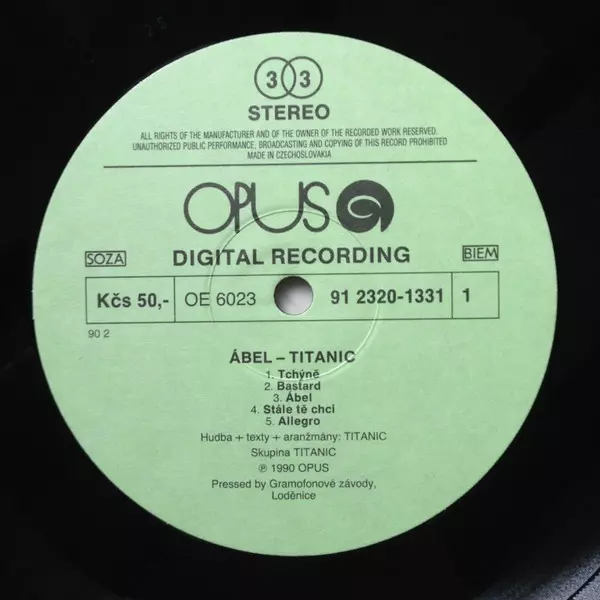 33
STEREO
ALL RIGHTS OF THE MANUFACTURER AND OF THE OWNER OF THE RECORDED WORK RESERVED.
UNAUTHORIZED PUBLIC PERFORMANCE, BROADCASTING AND COPYING OF THIS RECORD PROHIBITED
MADE IN CZECHOSLOVAKIA
OPUS
SOZA DIGITAL RECORDING BIEM
Kčs 50,- OE 6023 91 2320-1331 1
90 2
ÁBEL – TITANIC
1. Tchýně
2. Bastard
3. Ábel
4. Stále tě chci
5. Allegro
Hudba + texty + aranžmány: TITANIC
Skupina TITANIC
℗ 1990 OPUS
Pressed by Gramofonové závody,
Loděnice